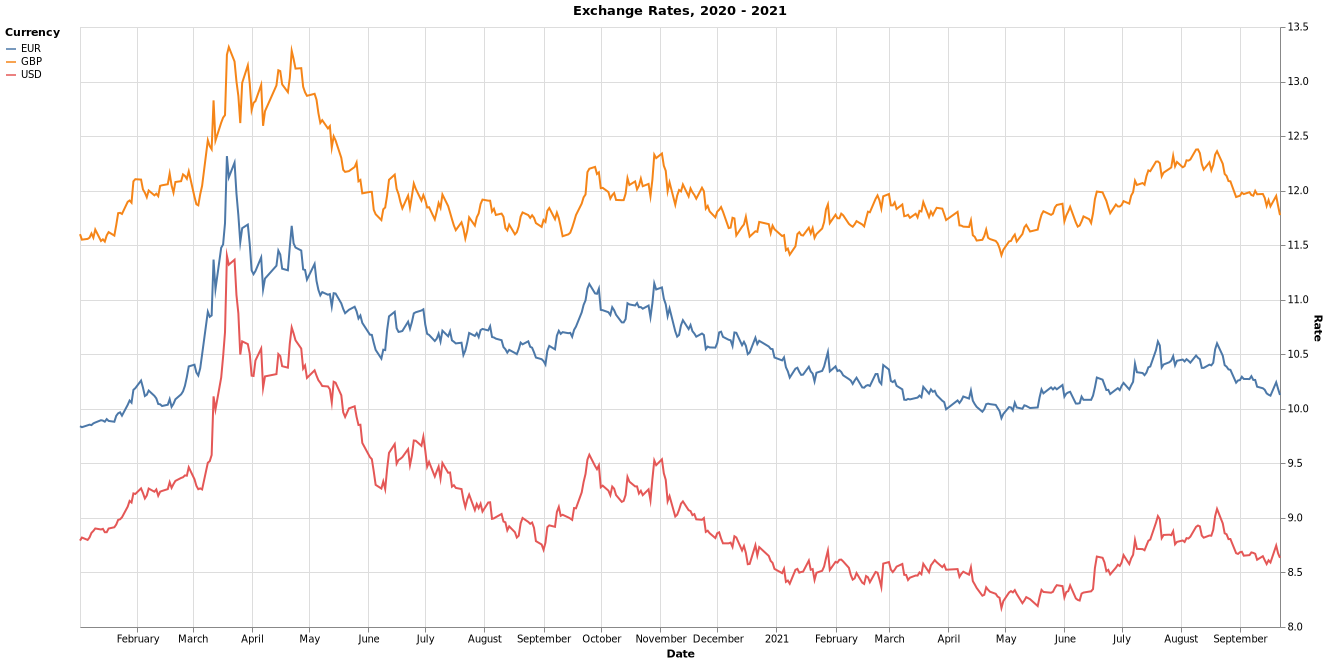 Exchange Rates, 2020 - 2021
Currency
EUR
GBP
USD
13.5
13.0
12.5
12.0
11.5
11.0
10.5
10.0
9.5
9.0
8.5
8.0
Rate
February March April May June July August September October November December 2021 February March April May June July August September
Date